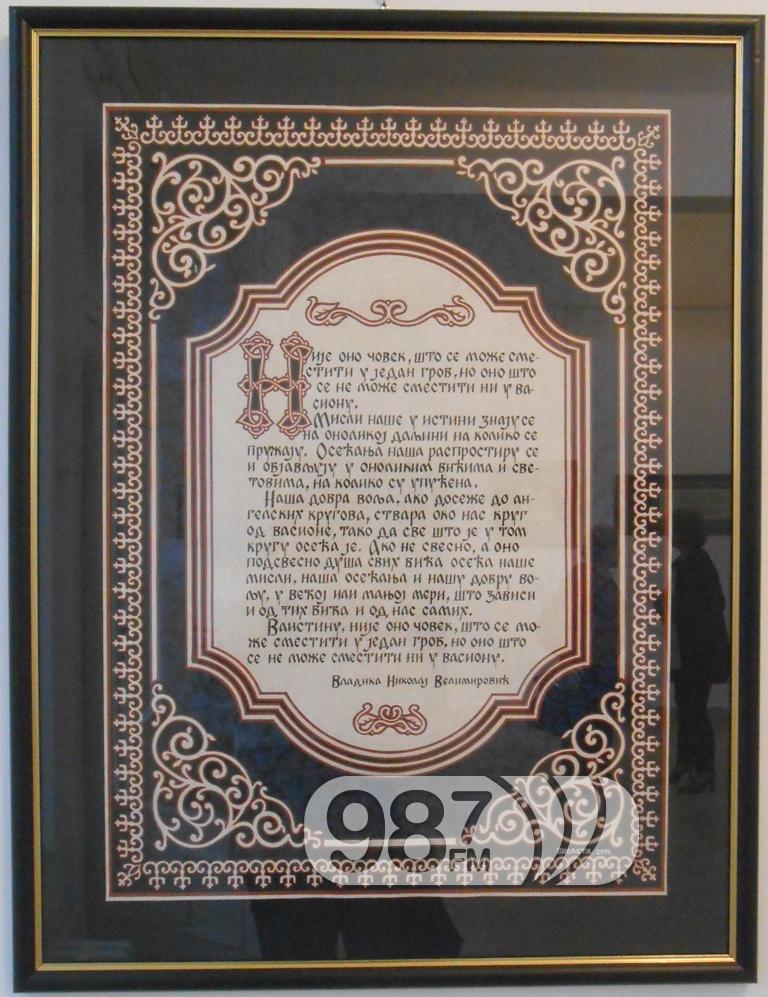 Није оно човек, што се може сме-
стити у један гроб, но оно што
се не може сместити ни у ва-
сиону.
Мисли наше у истини знају се
на оноликој даљини на колико се
пружају. Осећања наша распростиру се
и објављују у оноликим бићима и све-
товима, на колико су упућена.
Наша добра воља, ако досеже до ан-
гелских кругова, ствара око нас круг
од васионе, тако да све што је у том
кругу осећа је. Ако не свесно, а оно
подсвесно душа свих бића осећа наше
мисли, наша осећања и нашу добру во-
љу, у већој или мањој мери, што зависи
и од тих бића и од нас самих.
Ваистину, није оно човек, што се мо-
же сместити у један гроб, но оно што
се не може сместити ни у васиону.
Владика Николај Велимировић
98.7
FM
2014